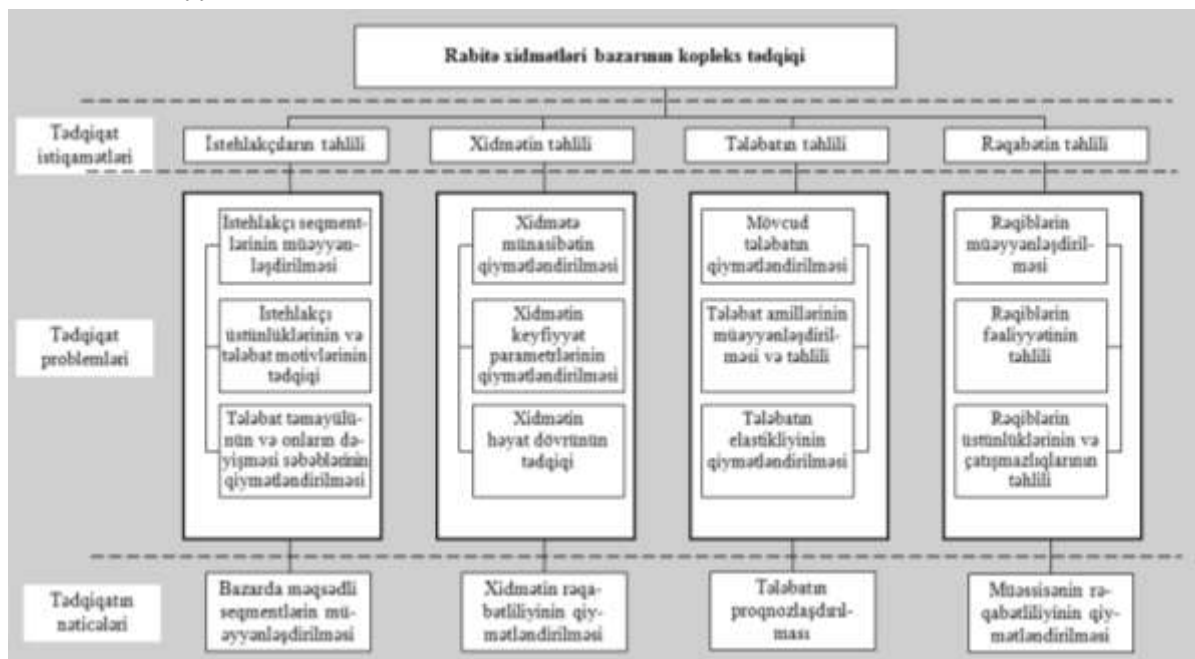 Rabitə xidmətləri bazarının kopleks tədqiqi
Tədqiqat
istiqamətləri
İstehlakçıların təhlili
Xidmətin təhlili
Tələbatın təhlili
Rəqabətin təhlili
Tədqiqat
problemləri
Istehlakçı seqment-
lərinin müəyyən-
ləşdirilməsi
Istehlakçı
üstünlüklərinin və
tələbat motivlərinin
tədqiqi
Tələbat təmayülü-
nün və onların də-
yişməsi səbəblərinin
qiymətləndirilməsi
Xidmətə
münasibətin
qiymətləndirilməsi
Xidmətin
keyfiyyət
parametrlərinin
qiymətləndirilməsi
Xidmətin
həyat dövrünün
tədqiqi
Mövcud
tələbatın
qiymətləndirilməsi
Tələbat amillərinin
müəyyənləşdiril-
məsi və təhlili
Tələbatın
elastikliyinin
qiymətləndirilməsi
Rəqiblərin
müəyyənləşdiril-
məsi
Rəqiblərin
fəaliyyətinin
təhlili
Rəqiblərin
üstünlüklərinin və
çatışmazlıqlarının
təhlili
Tədqiqatın
nəticələri
Bazarda məqsədli
seqmentlərin mü-
əyyənləşdirilməsi
Xidmətin rəqa-
bətliliyinin qiy-
mətləndirilməsi
Tələbatın
proqnozlaşdırıl-
ması
Müəssisənin rə-
qabətliliyinin qiy-
mətləndirilməsi